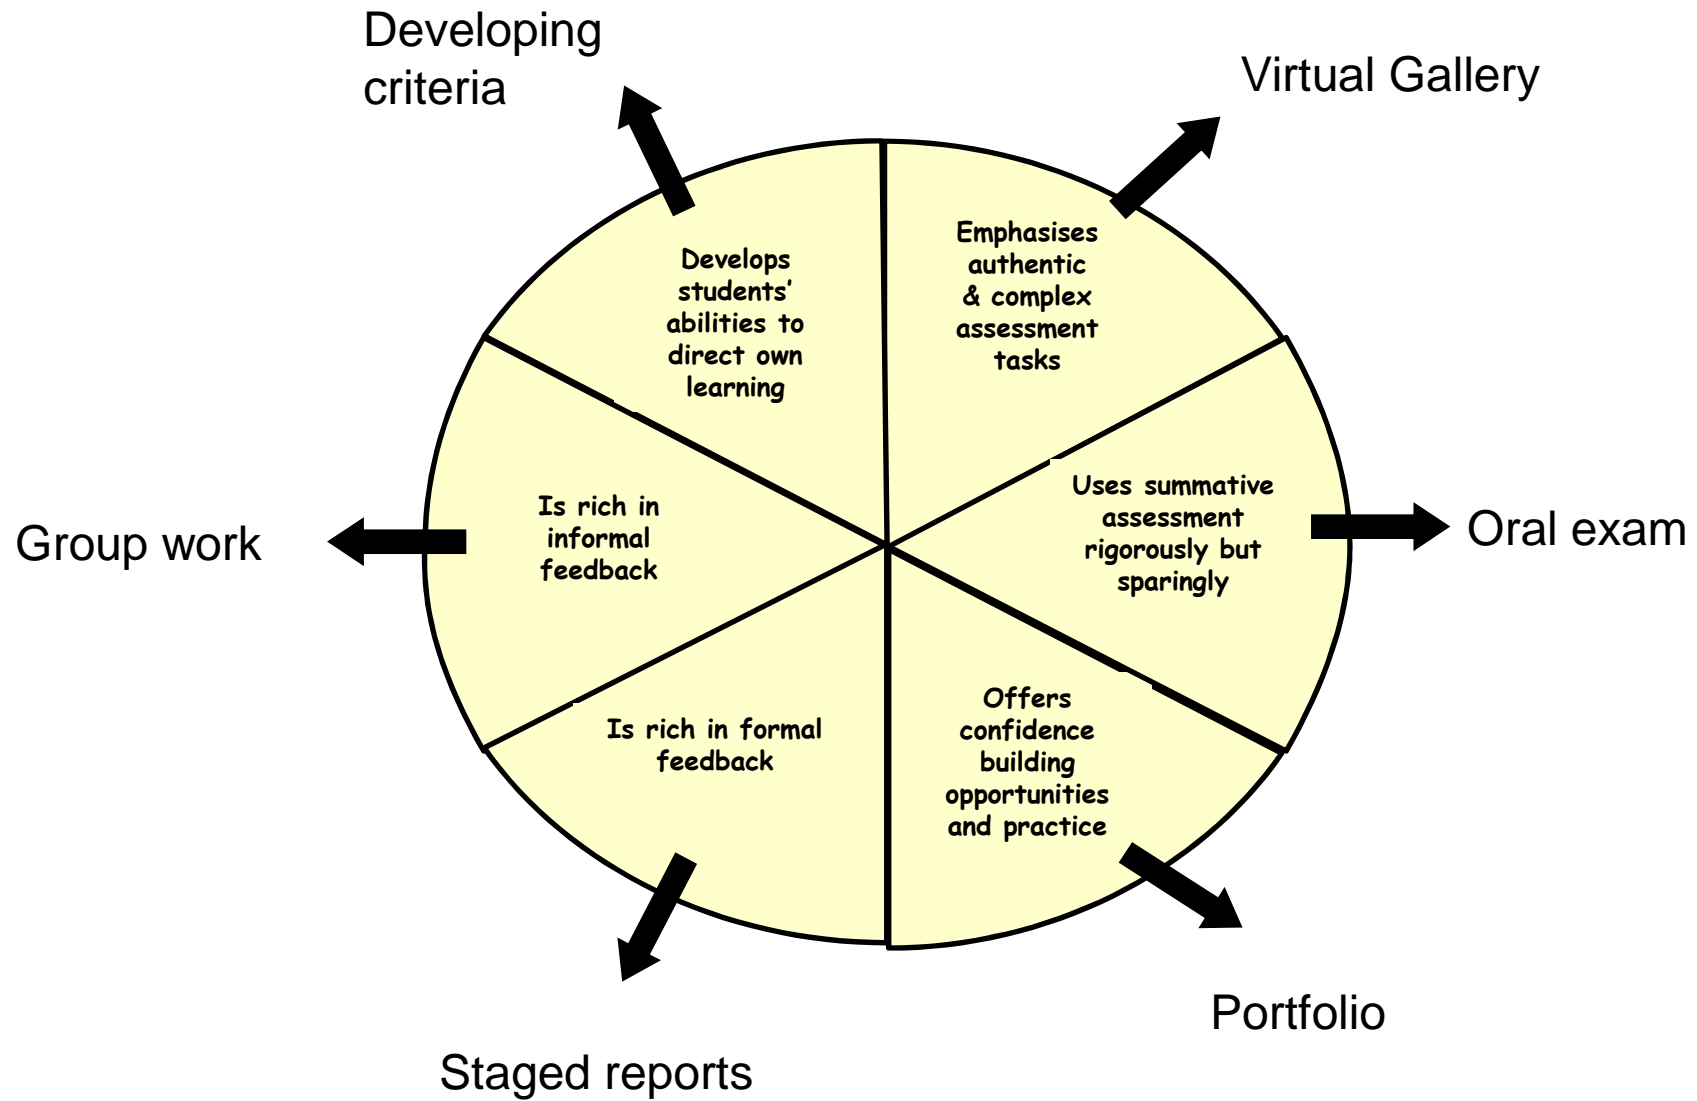 Developing
criteria
Virtual Gallery
Develops
students’
abilities to
direct own
learning
Emphasises
authentic
& complex
assessment
tasks
Group work
Is rich in
informal
feedback
Uses summative
assessment
rigorously but
sparingly
Oral exam
Is rich in formal
feedback
Offers
confidence
building
opportunities
and practice
Staged reports
Portfolio